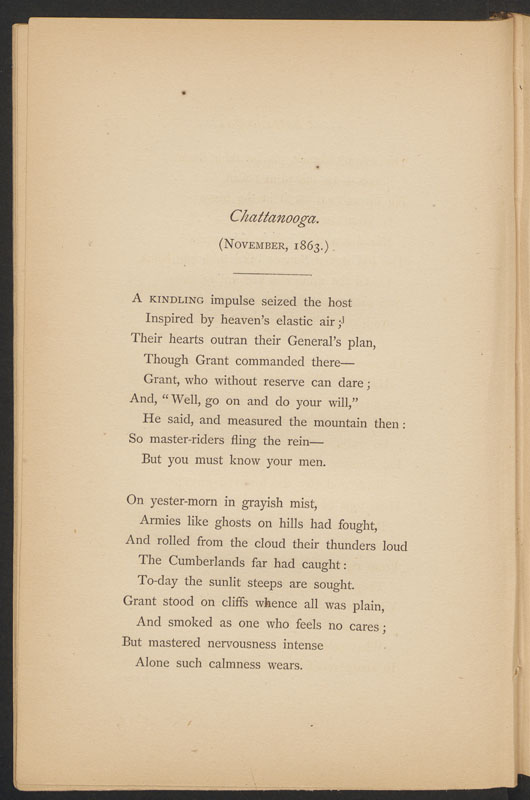 Chattanooga.
(November, 1863.)
A KINDLING impulse seized the host
Inspired by heaven's elastic air;¹
Their hearts outran their General's plan,
Though Grant commanded there—
Grant, who without reserve can dare;
And, "Well, go on and do your will,"
He said, and measured the mountain then:
So master-riders fling the rein—
But you must know your men.
On yester-morn in grayish mist,
Armies like ghosts on hills had fought,
And rolled from the cloud their thunders loud
The Cumberlands far had caught:
To-day the sunlit steeps are sought.
Grant stood on cliffs whence all was plain,
And smoked as one who feels no cares;
But mastered nervousness intense
Alone such calmness wears.